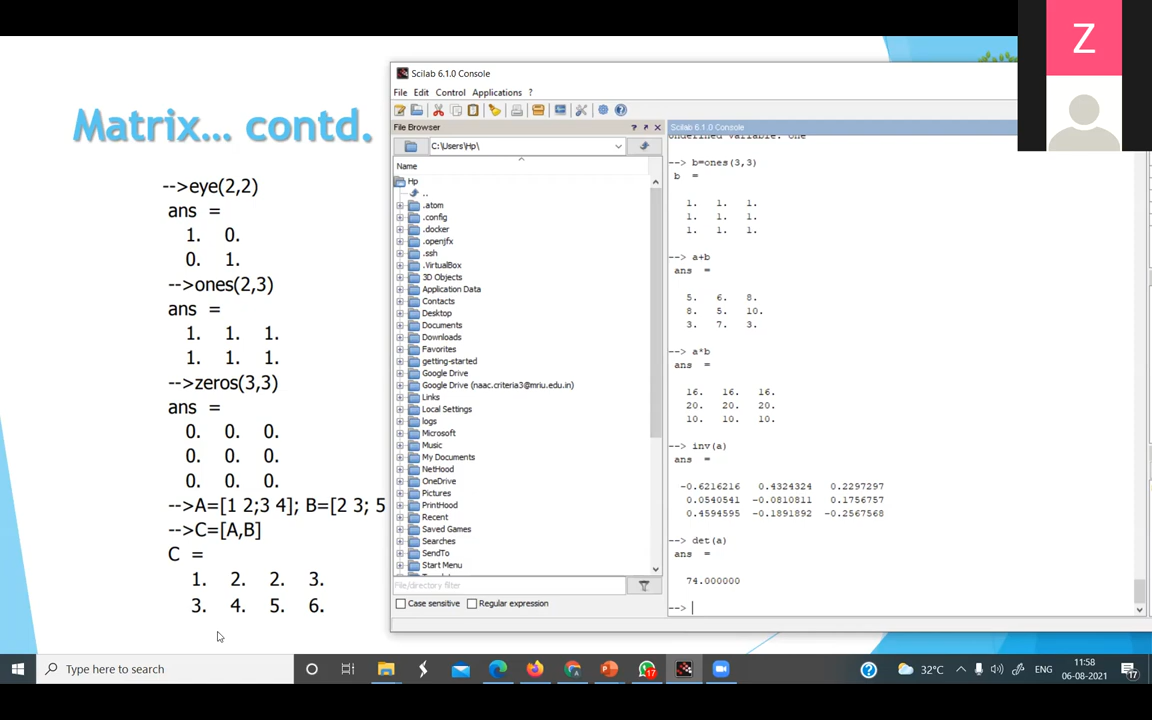 Z
Matrix... contd.
-->eye(2,2)
ans =
1. 0.
0. 1.
-->ones(2,3)
ans =
1. 1. 1.
1. 1. 1.
-->zeros(3,3)
ans =
0. 0. 0.
0. 0. 0.
0. 0. 0.
-->A=[1 2;3 4]; B=[2 3; 5
-->C=[A,B]
C =
1. 2. 2. 3.
3. 4. 5. 6.
Scilab 6.1.0 Console
File Edit Control Applications ?
File Browser ? ↗ ×
C:\Users\Hp\
Name
Hp
..
.atom
.config
.docker
.openjfx
.ssh
.VirtualBox
3D Objects
Application Data
Contacts
Desktop
Documents
Downloads
Favorites
getting-started
Google Drive
Google Drive (naac.criteria3@mriu.edu.in)
Links
Local Settings
logs
Microsoft
Music
My Documents
NetHood
OneDrive
Pictures
PrintHood
Recent
Saved Games
Searches
SendTo
Start Menu
File/directory filter
Case sensitive Regular expression
Scilab 6.1.0 Console
Undefined variable: one
--> b=ones(3,3)
b =
1. 1. 1.
1. 1. 1.
1. 1. 1.
--> a+b
ans =
5. 6. 8.
8. 5. 10.
3. 7. 3.
--> a*b
ans =
16. 16. 16.
20. 20. 20.
10. 10. 10.
--> inv(a)
ans =
-0.6216216 0.4324324 0.2297297
0.0540541 -0.0810811 0.1756757
0.4594595 -0.1891892 -0.2567568
--> det(a)
ans =
74.000000
-->
Type here to search
17
32°C
ENG
11:58
06-08-2021
17